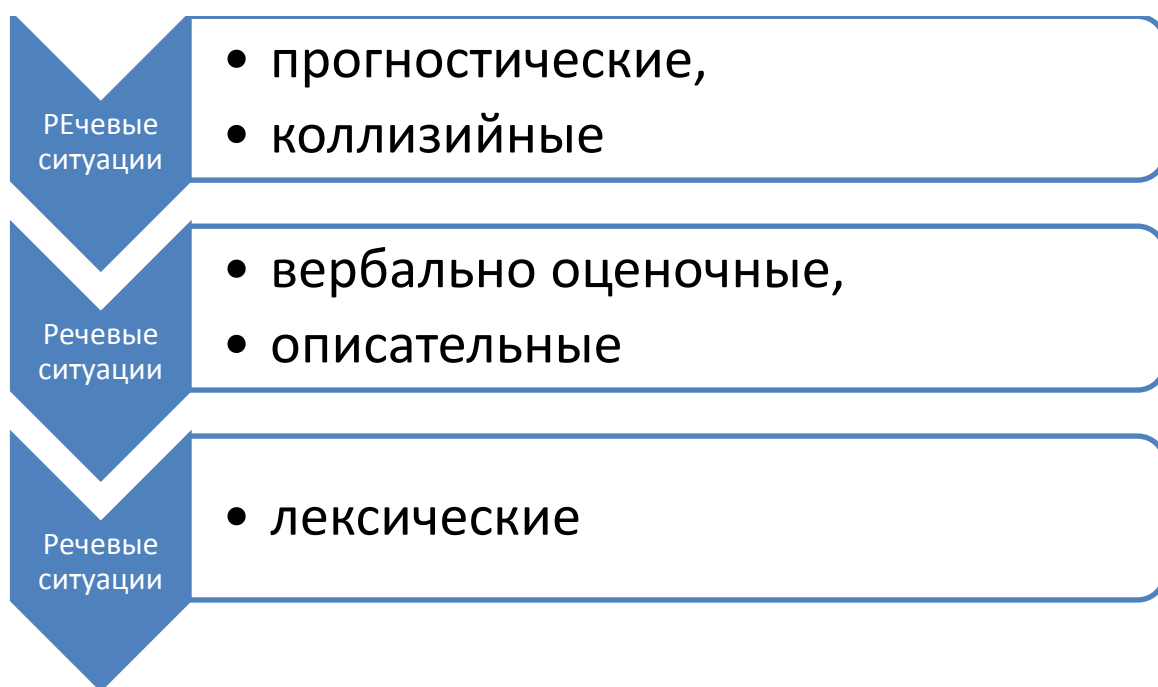 РЕчевые
ситуации
• прогностические,
• коллизийные
Речевые
ситуации
• вербально оценочные,
• описательные
Речевые
ситуации
• лексические